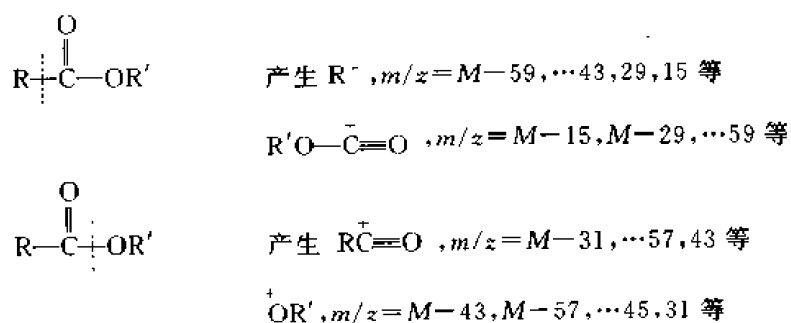 O
R—C—OR′ 产生 R⁻ ,m/z=M−59,…43,29,15 等
R′O—C̄≡O ,m/z=M−15,M−29,…59 等
O
R—C—OR′ 产生 RC⁺≡O ,m/z=M−31,…57,43 等
⁺OR′,m/z=M−43,M−57,…45,31 等